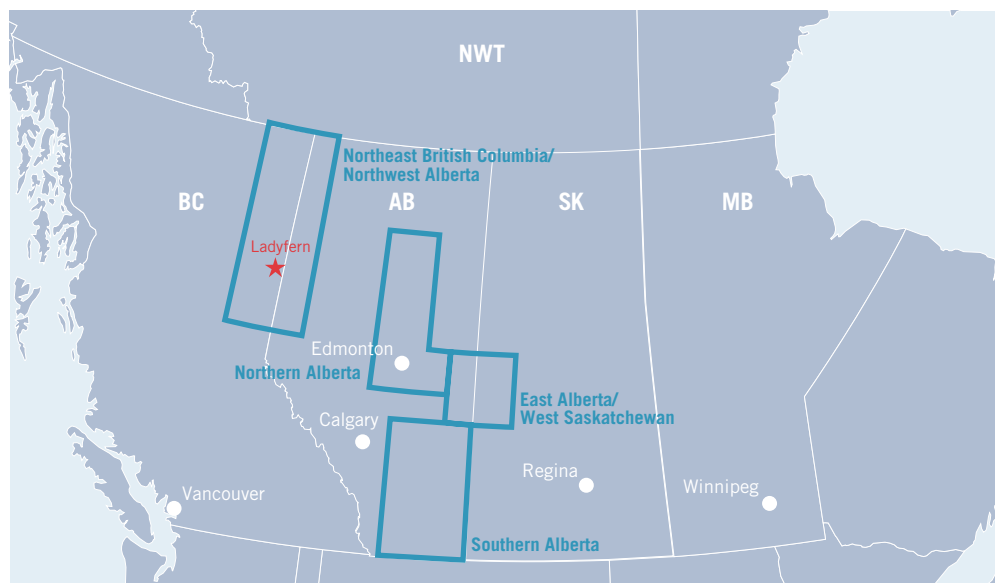 NWT
Northeast British Columbia/
Northwest Alberta
BC
AB
SK
MB
Ladyfern
Edmonton
Northern Alberta
East Alberta/
West Saskatchewan
Calgary
Regina
Winnipeg
Vancouver
Southern Alberta